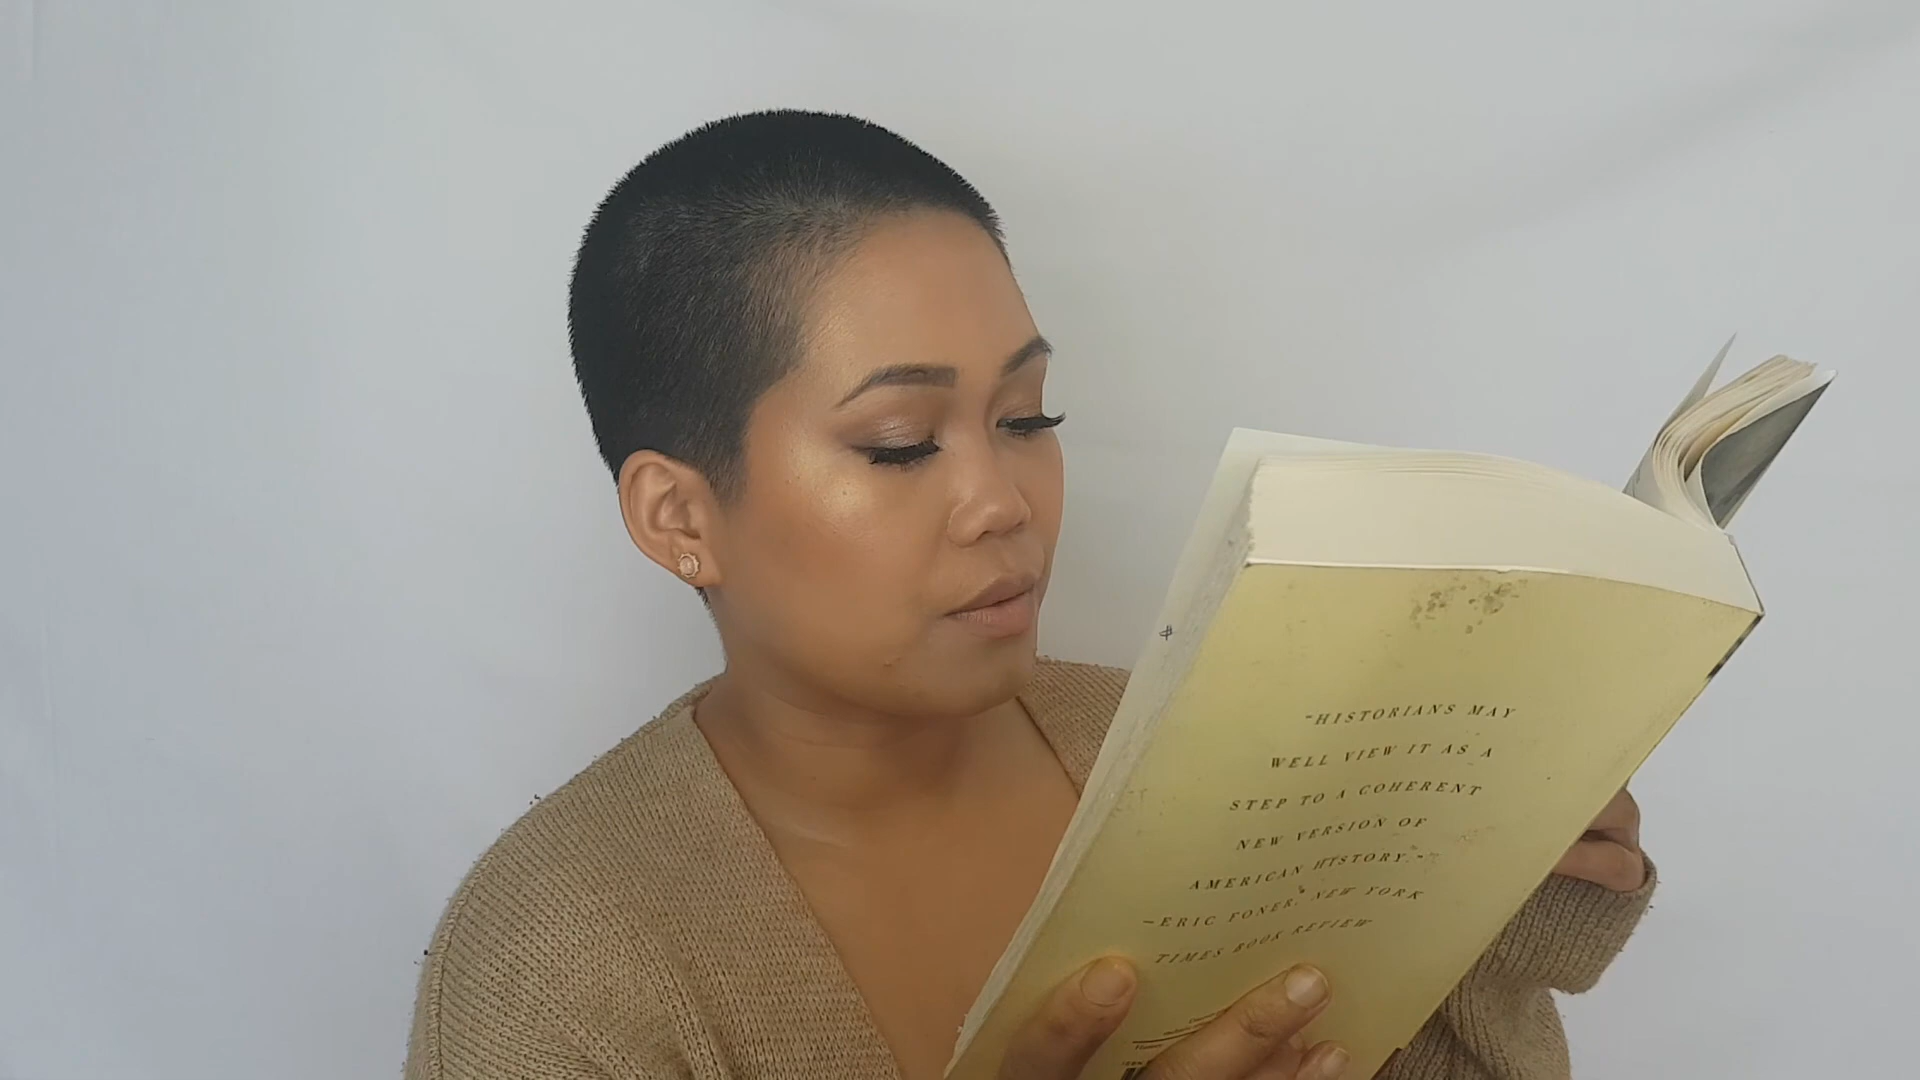 "HISTORIANS MAY
WELL VIEW IT AS A
STEP TO A COHERENT
NEW VERSION OF
AMERICAN HISTORY."
—ERIC FONER, NEW YORK
TIMES BOOK REVIEW